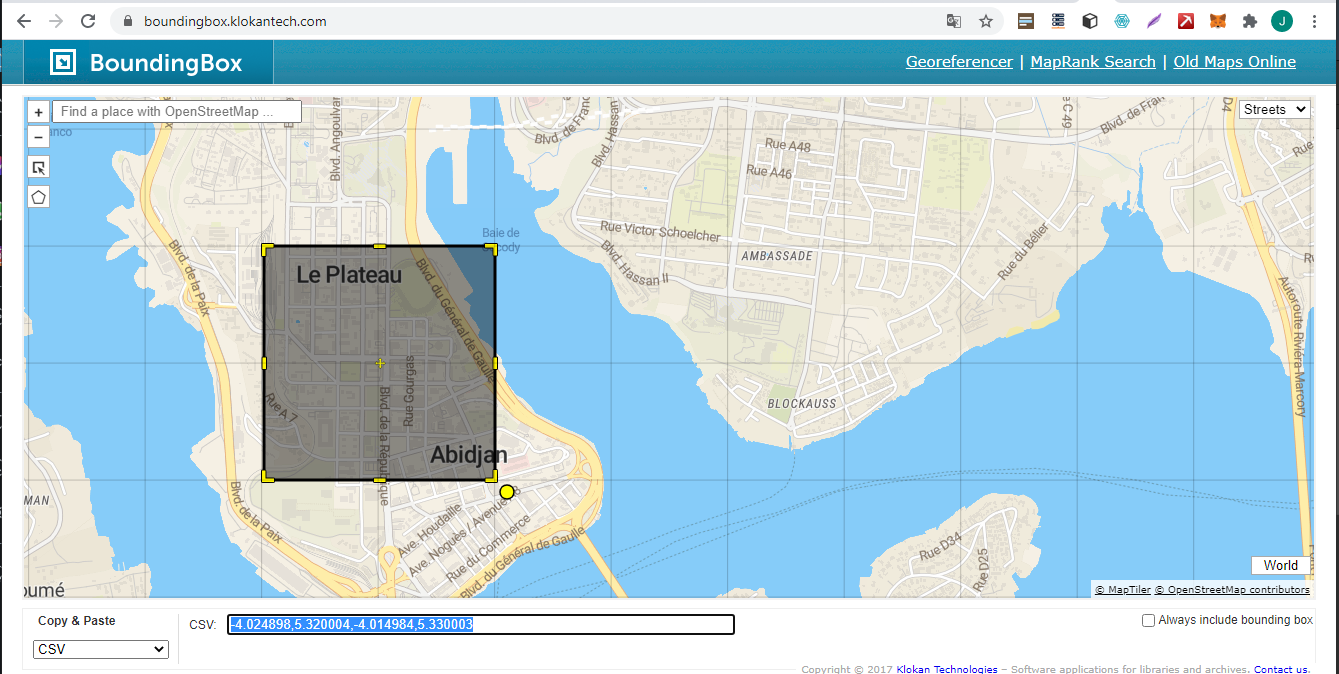 boundingbox.klokantech.com
J
BoundingBox
Georeferencer | MapRank Search | Old Maps Online
+
Find a place with OpenStreetMap ...
Streets
−
anco
Blvd. Angoulvan
Blvd. de Franc
Blvd. Hassan
Rue A48
Rue A46
e C 49
Blvd. de Fran
D4
Rue
Baie de
ody
Rue Victor Schoelcher
Blvd. Hassan II
AMBASSADE
Rue du Bélier
Blvd. de la Paix
Le Plateau
Blvd. du Général de Gaulle
Autoroute Riviéra-Marcory
Rue Gourgas
Blvd. de la République
Rue A 7
BLOCKAUSS
Abidjan
MAN
Blvd. de la Paix
Ave. Houdaille
Ave. Noguès / Avenue
Rue du Commerce
Blvd. du Général de Gaulle
Rue D34
Rue D25
oumé
World
© MapTiler © OpenStreetMap contributors
Copy & Paste
CSV
CSV:
-4.024898,5.320004,-4.014984,5.330003
Always include bounding box
Copyright © 2017 Klokan Technologies – Software applications for libraries and archives. Contact us.